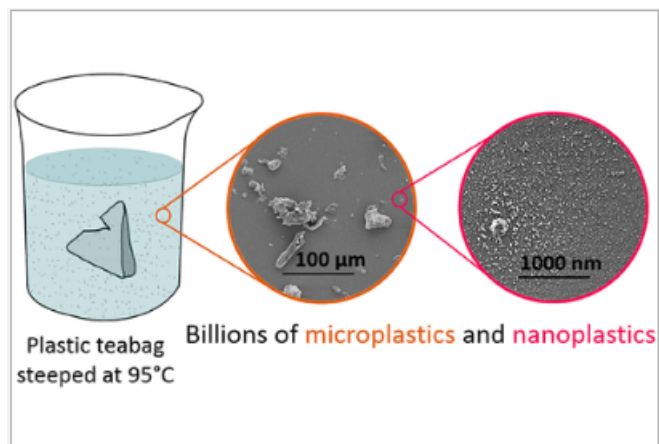 100 µm
1000 nm
Plastic teabag
steeped at 95°C
Billions of microplastics and nanoplastics